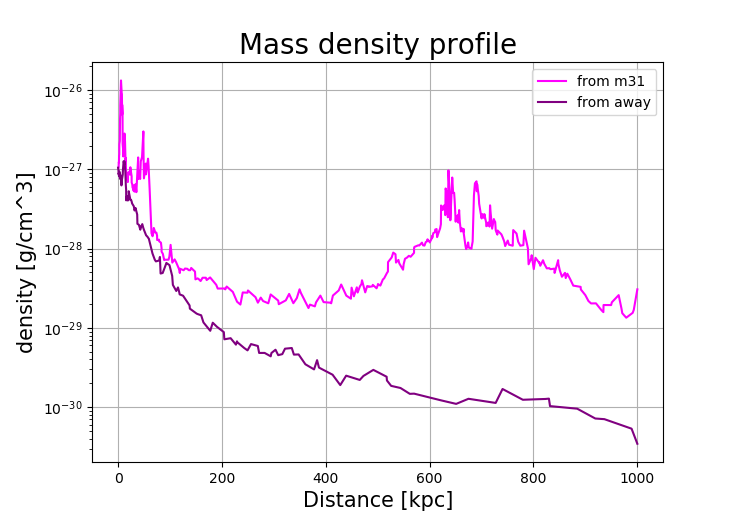 Mass density profile
from m31
from away
10⁻²⁶
10⁻²⁷
10⁻²⁸
10⁻²⁹
10⁻³⁰
density [g/cm^3]
0 200 400 600 800 1000
Distance [kpc]